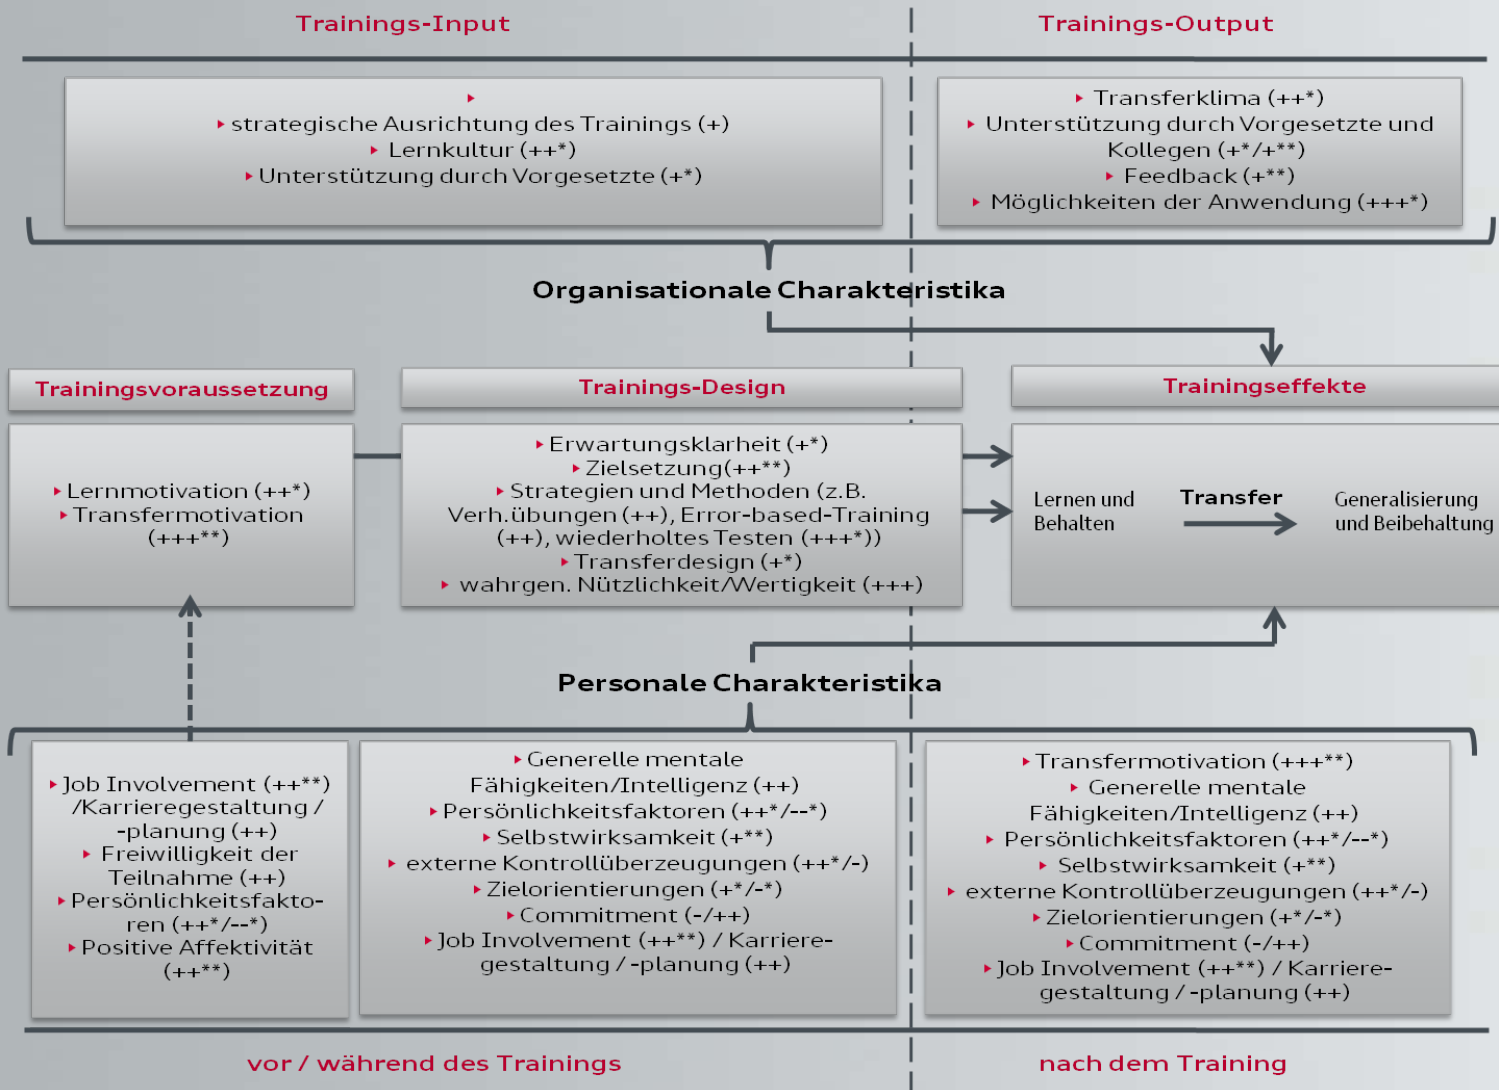 Trainings-Input
Trainings-Output
strategische Ausrichtung des Trainings (+)
Lernkultur (++*)
Unterstützung durch Vorgesetzte (+*)
Transferklima (++*)
Unterstützung durch Vorgesetzte und
Kollegen (+*/+**)
Feedback (+**)
Möglichkeiten der Anwendung (+++*)
Organisationale Charakteristika
Trainingsvoraussetzung
Lernmotivation (++*)
Transfermotivation
(+++**)
Trainings-Design
Erwartungsklarheit (+*)
Zielsetzung(++**)
Strategien und Methoden (z.B.
Verh.übungen (++), Error-based-Training
(++), wiederholtes Testen (+++*))
Transferdesign (+*)
wahrgen. Nützlichkeit/Wertigkeit (+++)
Trainingseffekte
Lernen und
Behalten
Transfer
Generalisierung
und Beibehaltung
Personale Charakteristika
Job Involvement (++**)
/Karrieregestaltung /
-planung (++)
Freiwilligkeit der
Teilnahme (++)
Persönlichkeitsfakto-
ren (++*/--*)
Positive Affektivität
(++**)
Generelle mentale
Fähigkeiten/Intelligenz (++)
Persönlichkeitsfaktoren (++*/--*)
Selbstwirksamkeit (+**)
externe Kontrollüberzeugungen (++*/-)
Zielorientierungen (+*/-*)
Commitment (-/++)
Job Involvement (++**) / Karriere-
gestaltung / -planung (++)
Transfermotivation (+++**)
Generelle mentale
Fähigkeiten/Intelligenz (++)
Persönlichkeitsfaktoren (++*/--*)
Selbstwirksamkeit (+**)
externe Kontrollüberzeugungen (++*/-)
Zielorientierungen (+*/-*)
Commitment (-/++)
Job Involvement (++**) / Karriere-
gestaltung / -planung (++)
vor / während des Trainings
nach dem Training